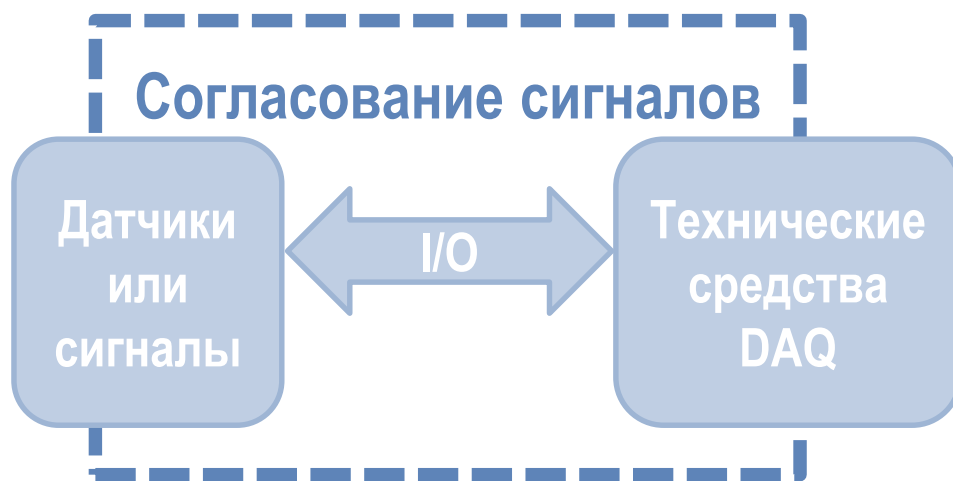 Согласование сигналов
Датчики
или
сигналы
I/O
Технические
средства
DAQ